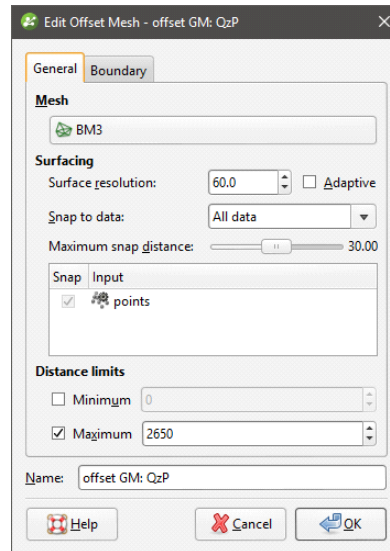 Edit Offset Mesh - offset GM: QzP
General Boundary
Mesh
BM3
Surfacing
Surface resolution: 60.0 Adaptive
Snap to data: All data
Maximum snap distance: 30.00
Snap Input
points
Distance limits
Minimum 0
Maximum 2650
Name: offset GM: QzP
Help Cancel OK